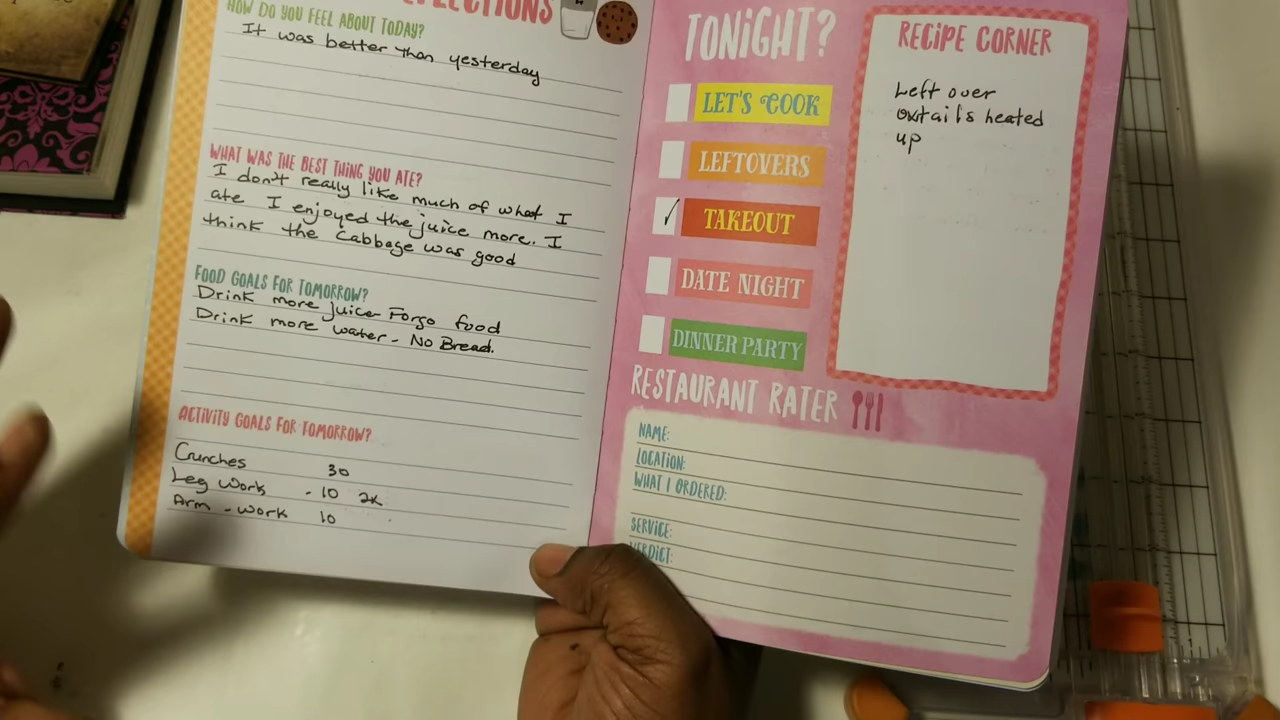 HOW DO YOU FEEL ABOUT TODAY?
It was better than yesterday
WHAT WAS THE BEST THING YOU ATE?
I don't really like much of what I
ate I enjoyed the juice more. I
think the Cabbage was good
FOOD GOALS FOR TOMORROW?
Drink more juice- Forgo food
Drink more water - No Bread.
ACTIVITY GOALS FOR TOMORROW?
Crunches 30
Leg work - 10 2x
Arm - work 10
TONIGHT?
LET'S COOK
LEFTOVERS
TAKEOUT
DATE NIGHT
DINNER PARTY
RECIPE CORNER
Left over
oxtails heated
up
RESTAURANT RATER
NAME:
LOCATION:
WHAT I ORDERED:
SERVICE:
VERDICT: